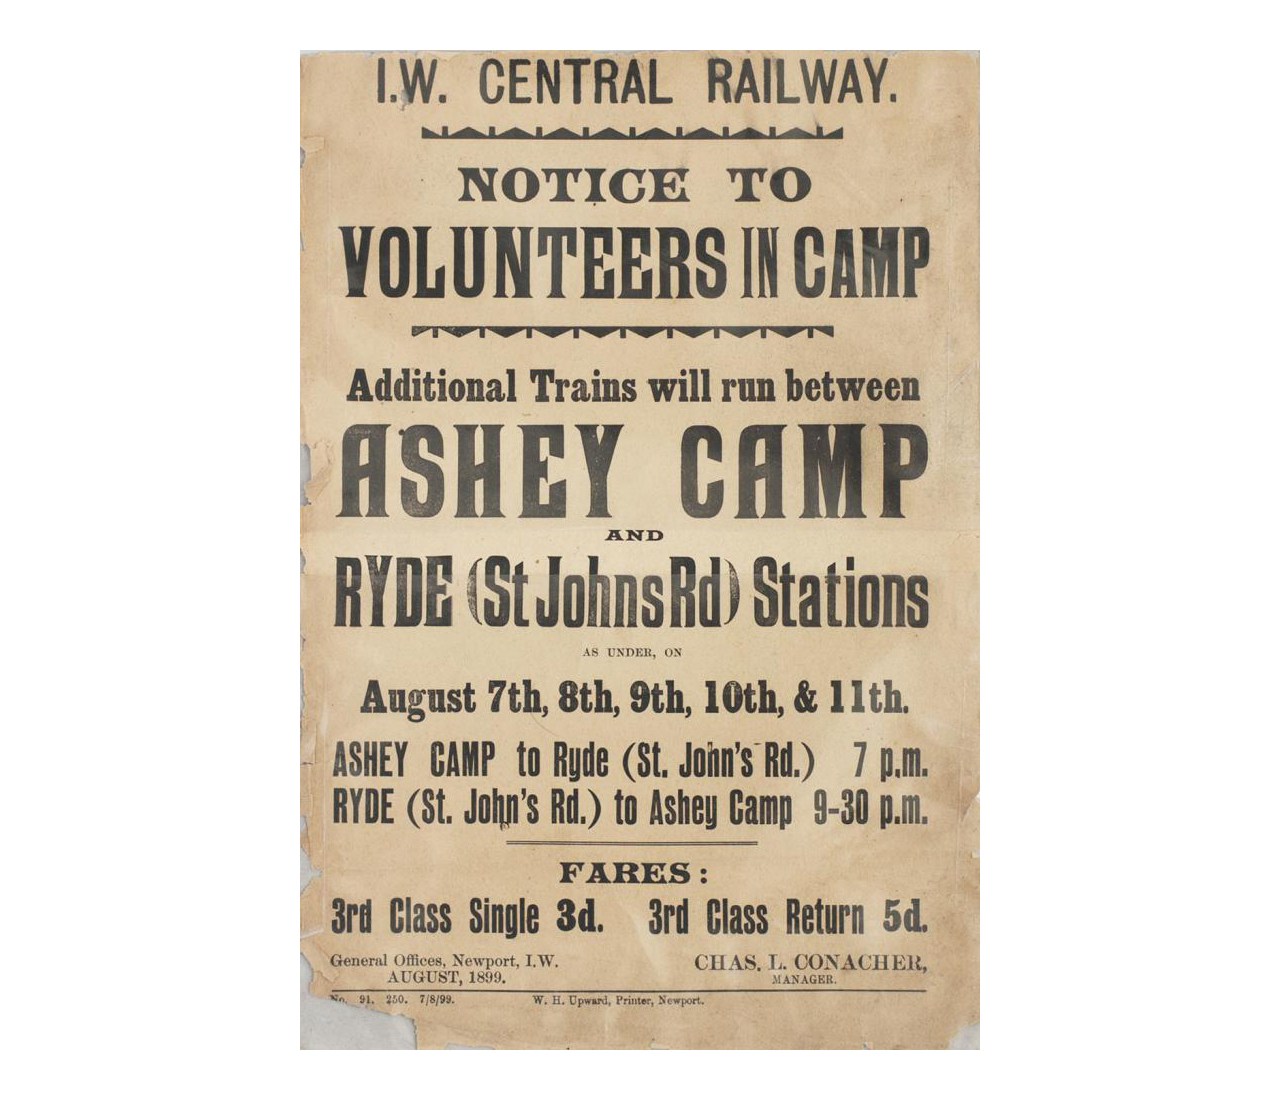 I.W. CENTRAL RAILWAY.
NOTICE TO
VOLUNTEERS IN CAMP
Additional Trains will run between
ASHEY CAMP
AND
RYDE (St Johns Rd) Stations
AS UNDER, ON
August 7th, 8th, 9th, 10th, & 11th.
ASHEY CAMP to Ryde (St. John's Rd.) 7 p.m.
RYDE (St. John's Rd.) to Ashey Camp 9-30 p.m.
FARES:
3rd Class Single 3d. 3rd Class Return 5d.
General Offices, Newport, I.W. CHAS. L. CONACHER,
AUGUST, 1899. MANAGER.
No. 91. 250. 7/8/99. W. H. Upward, Printer, Newport.